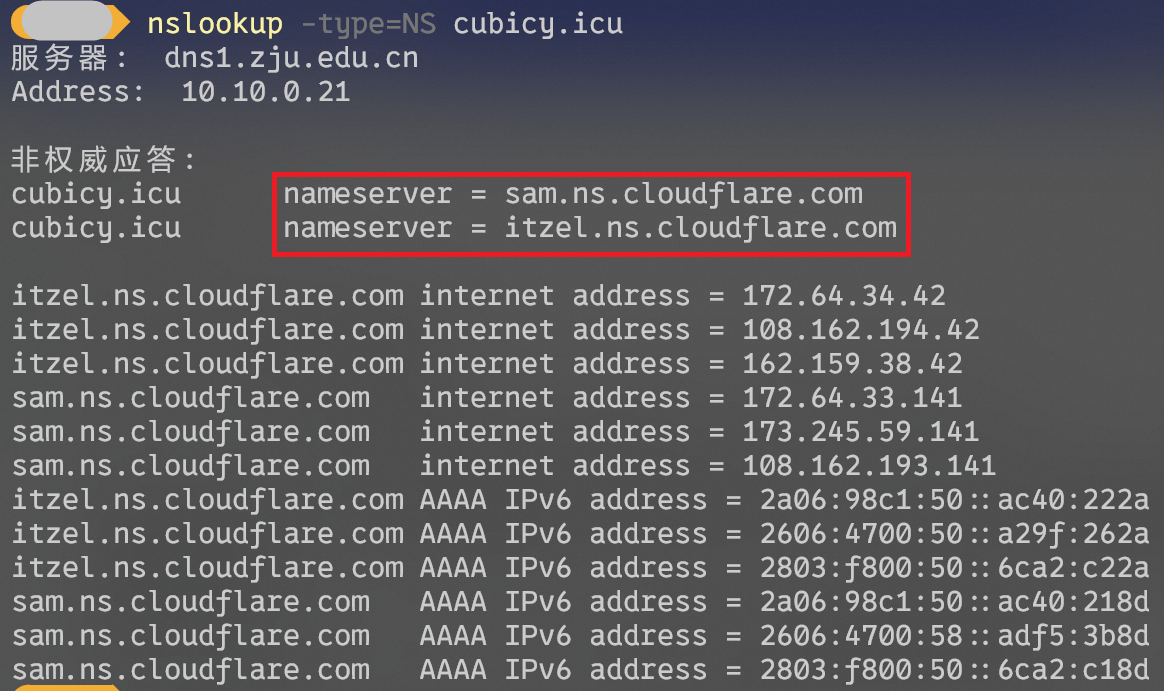 nslookup -type=NS cubicy.icu
服务器:  dns1.zju.edu.cn
Address:  10.10.0.21
非权威应答:
cubicy.icu      nameserver = sam.ns.cloudflare.com
cubicy.icu      nameserver = itzel.ns.cloudflare.com
itzel.ns.cloudflare.com internet address = 172.64.34.42
itzel.ns.cloudflare.com internet address = 108.162.194.42
itzel.ns.cloudflare.com internet address = 162.159.38.42
sam.ns.cloudflare.com   internet address = 172.64.33.141
sam.ns.cloudflare.com   internet address = 173.245.59.141
sam.ns.cloudflare.com   internet address = 108.162.193.141
itzel.ns.cloudflare.com AAAA IPv6 address = 2a06:98c1:50::ac40:222a
itzel.ns.cloudflare.com AAAA IPv6 address = 2606:4700:50::a29f:262a
itzel.ns.cloudflare.com AAAA IPv6 address = 2803:f800:50::6ca2:c22a
sam.ns.cloudflare.com   AAAA IPv6 address = 2a06:98c1:50::ac40:218d
sam.ns.cloudflare.com   AAAA IPv6 address = 2606:4700:58::adf5:3b8d
sam.ns.cloudflare.com   AAAA IPv6 address = 2803:f800:50::6ca2:c18d